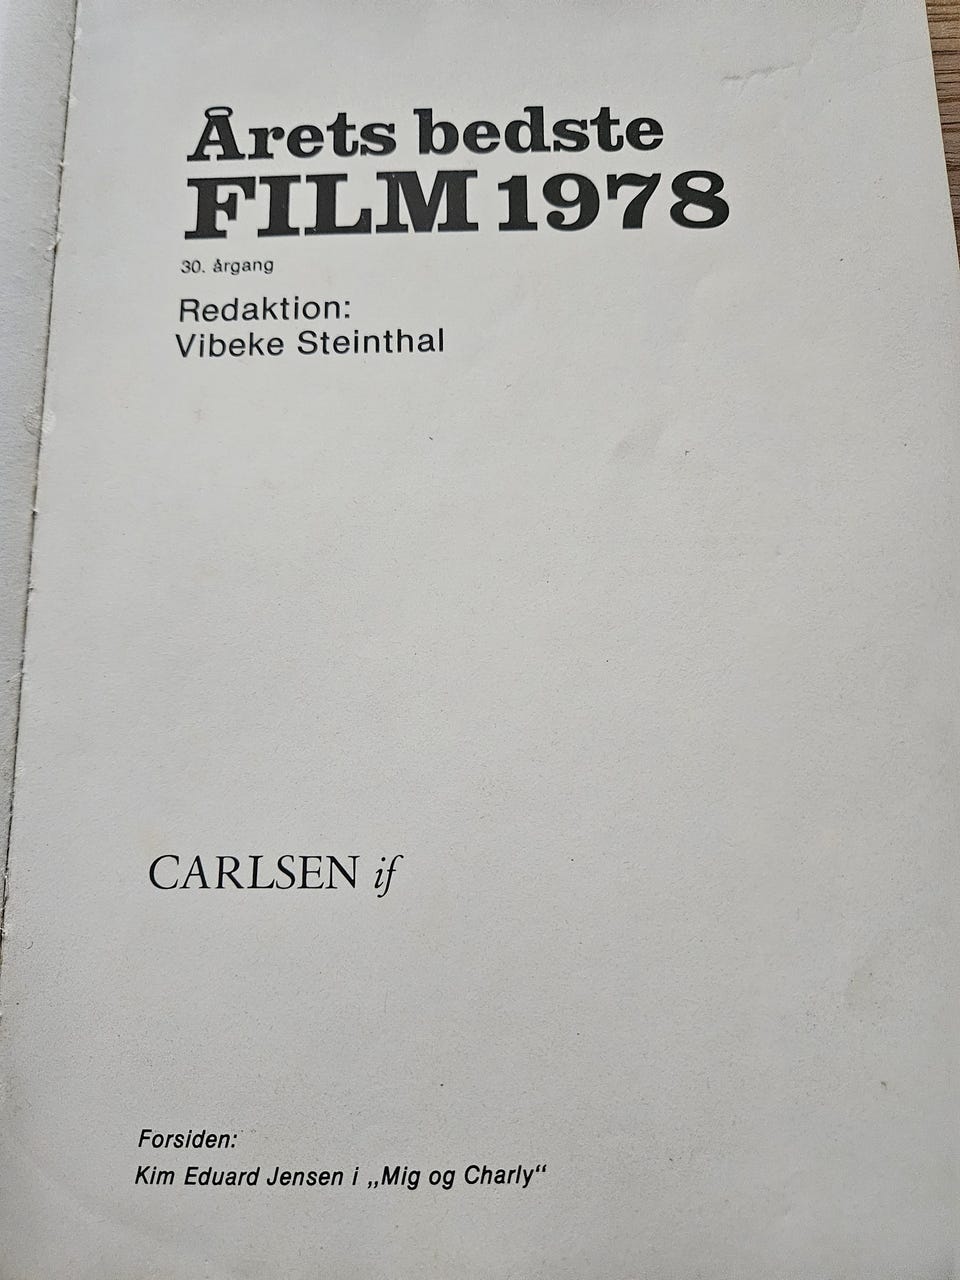 Årets bedste
FILM 1978
30. årgang
Redaktion:
Vibeke Steinthal
CARLSEN if
Forsiden:
Kim Eduard Jensen i „Mig og Charly“